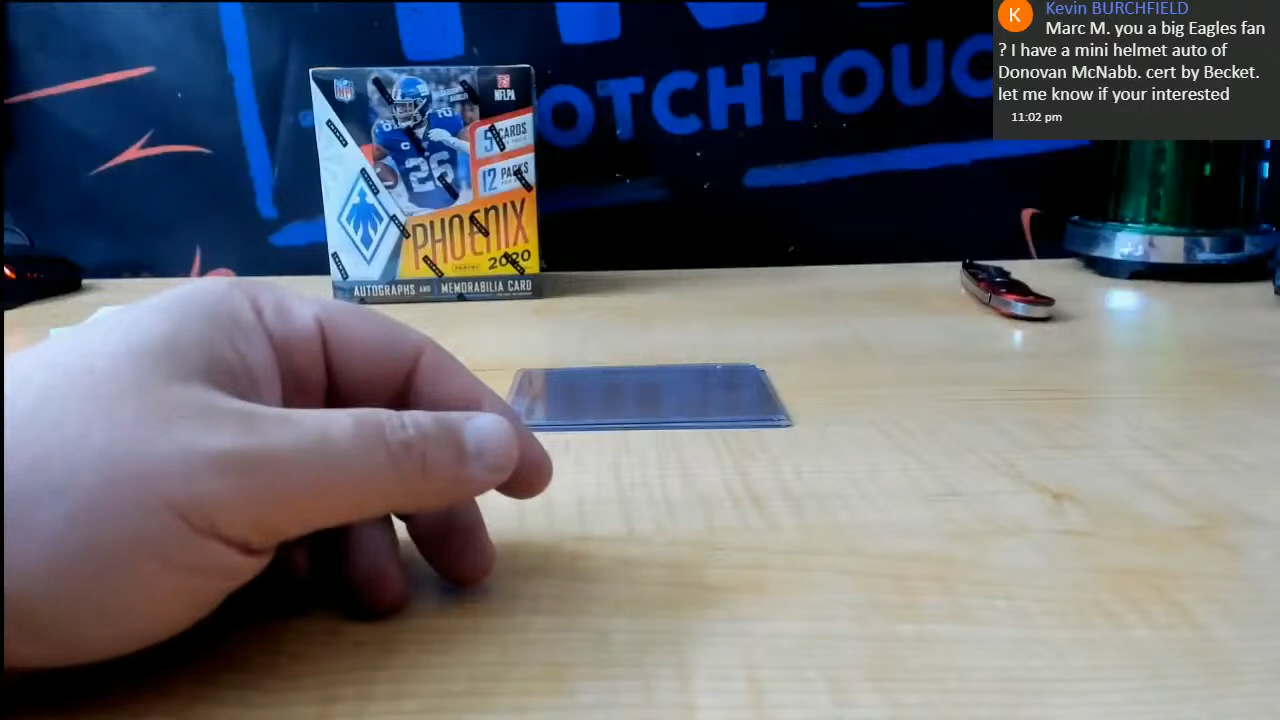 Kevin BURCHFIELD
Marc M. you a big Eagles fan
? I have a mini helmet auto of
Donovan McNabb. cert by Becket.
let me know if your interested
11:02 pm
OTCHTOUC
NFL
NFLPA
5 CARDS
12 PACKS
26
PHOENIX
PANINI
2020
AUTOGRAPHS AND MEMORABILIA CARD